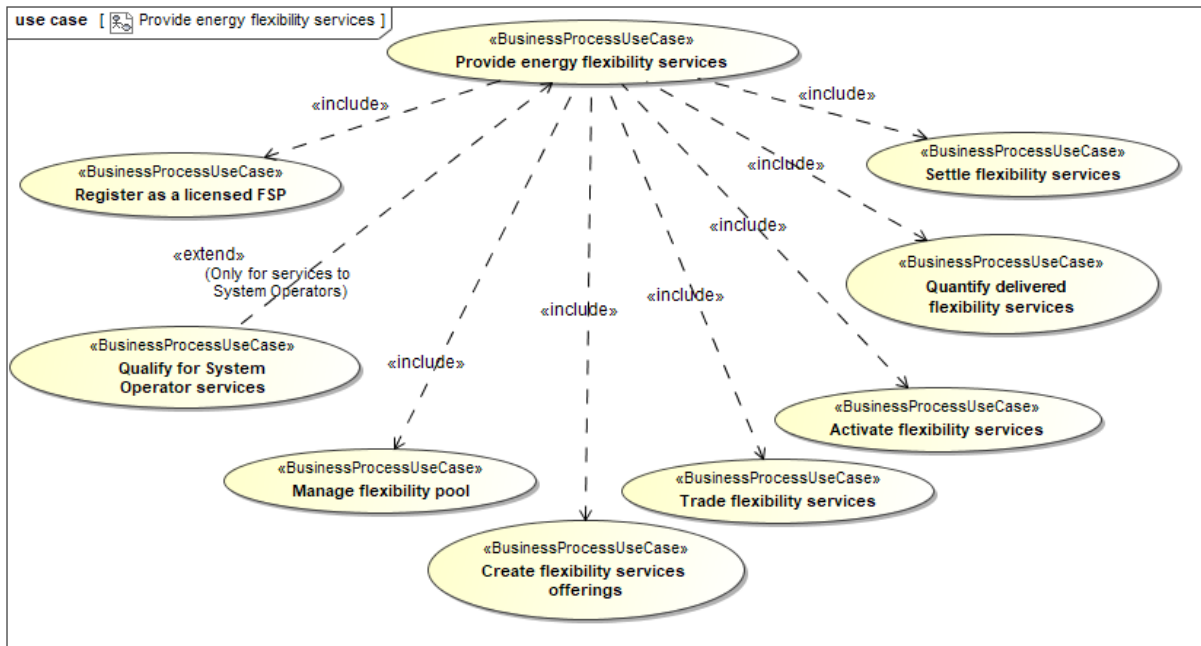 use case [ Provide energy flexibility services ]
«BusinessProcessUseCase»
Provide energy flexibility services
«include»
«include»
«BusinessProcessUseCase»
Register as a licensed FSP
«BusinessProcessUseCase»
Settle flexibility services
«include»
«include»
«extend»
(Only for services to
System Operators)
«BusinessProcessUseCase»
Quantify delivered
flexibility services
«include»
«include»
«BusinessProcessUseCase»
Qualify for System
Operator services
«include»
«BusinessProcessUseCase»
Activate flexibility services
«BusinessProcessUseCase»
Manage flexibility pool
«BusinessProcessUseCase»
Trade flexibility services
«BusinessProcessUseCase»
Create flexibility services
offerings